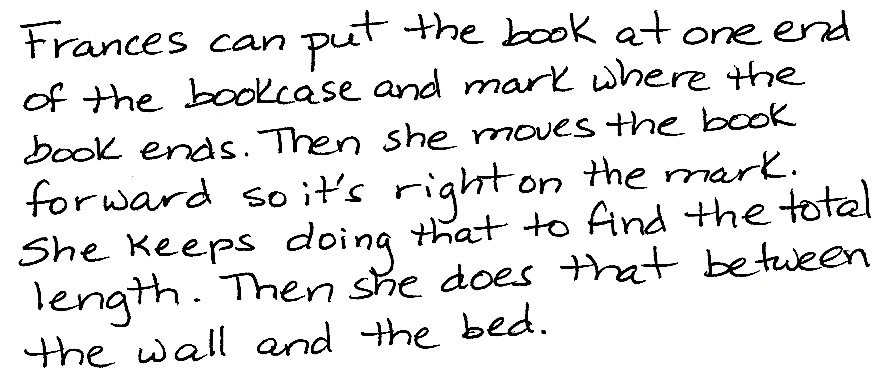 Frances can put the book at one end
of the bookcase and mark where the
book ends. Then she moves the book
forward so it's right on the mark.
She keeps doing that to find the total
length. Then she does that between
the wall and the bed.